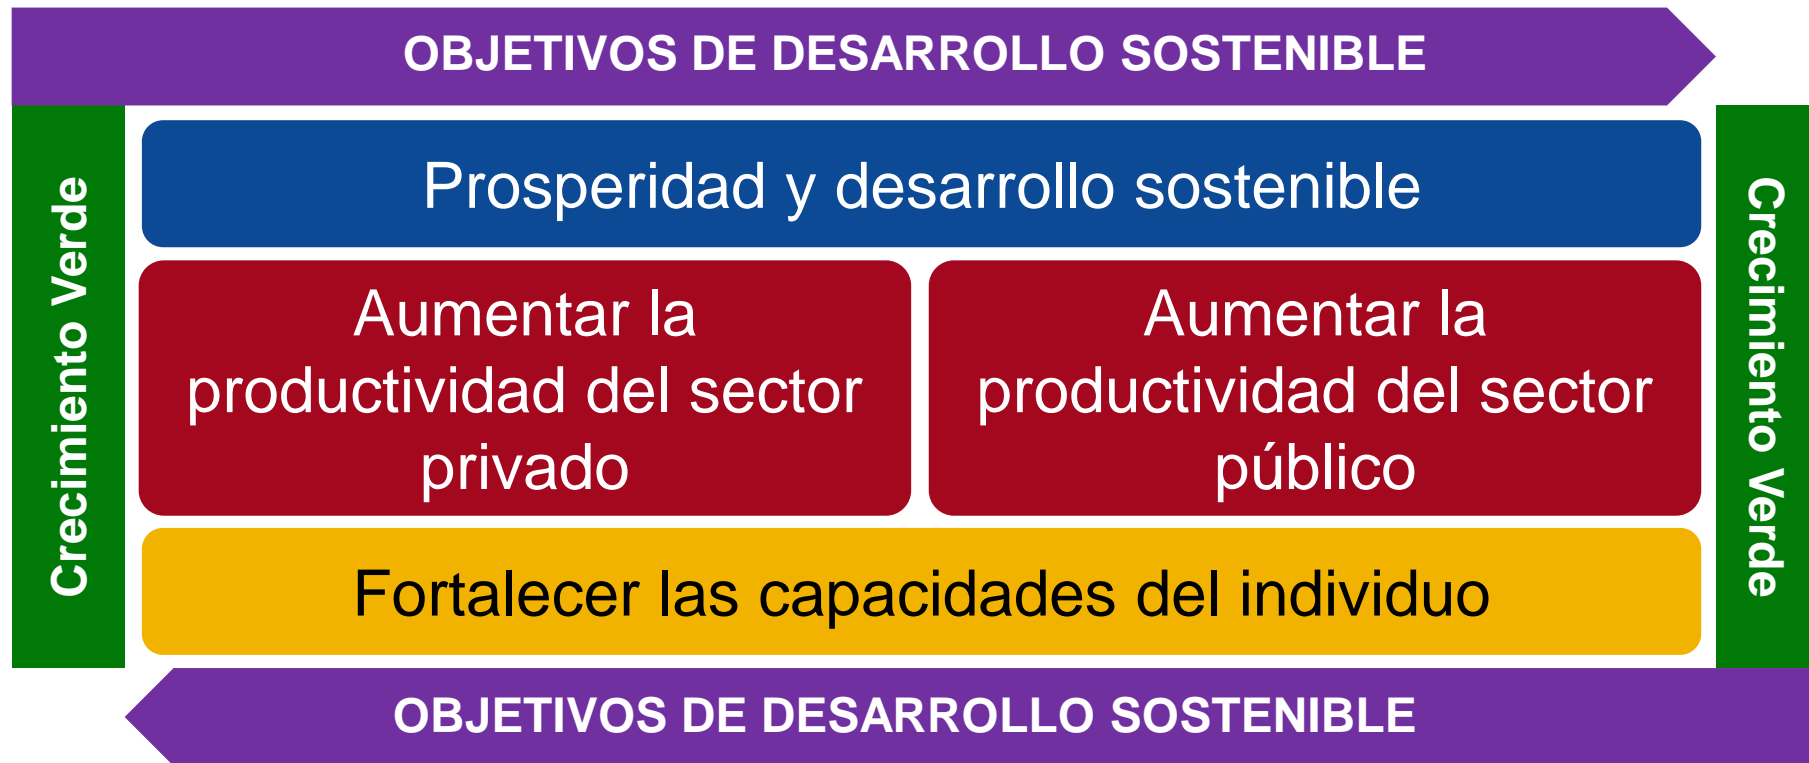 OBJETIVOS DE DESARROLLO SOSTENIBLE
Crecimiento Verde
Prosperidad y desarrollo sostenible
Aumentar la
productividad del sector
privado
Aumentar la
productividad del sector
público
Fortalecer las capacidades del individuo
Crecimiento Verde
OBJETIVOS DE DESARROLLO SOSTENIBLE